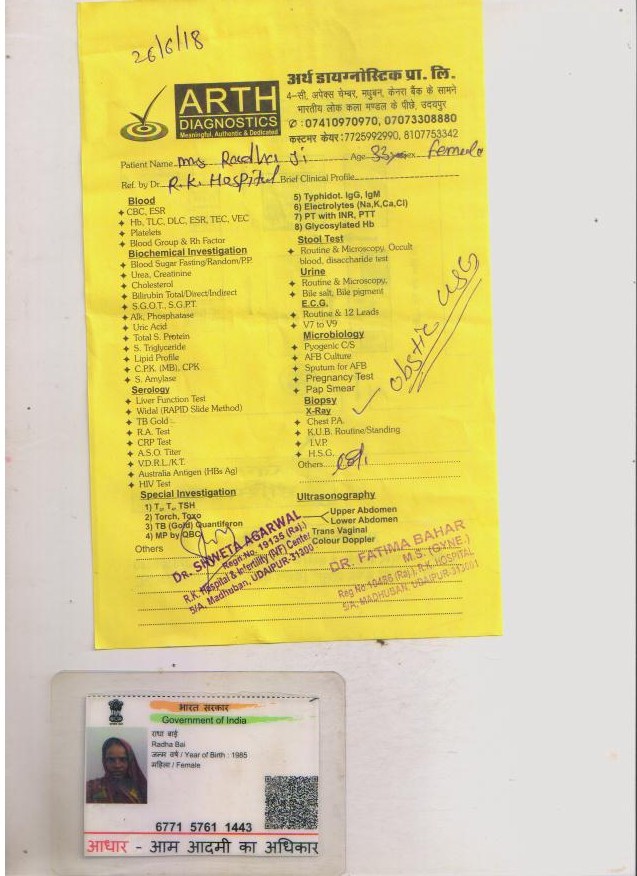 26/6/18
ARTH
DIAGNOSTICS
Meaningful, Authentic & Dedicated
अर्थ डायग्नोस्टिक प्रा. लि.
4-सी, अपेक्स चेम्बर, मधुबन, केनरा बैंक के सामने
भारतीय लोक कला मण्डल के पीछे, उदयपुर
✆ : 07410970970, 07073308880
कस्टमर केयर : 7725992990, 8107753342
Patient Name Mrs Radha ji Age 33 Sex female
Ref. by Dr. R.K. Hospital Brief Clinical Profile
Blood
✦ CBC, ESR
✦ Hb, TLC, DLC, ESR, TEC, VEC
✦ Platelets
✦ Blood Group & Rh Factor
Biochemical Investigation
✦ Blood Sugar Fasting/Random/P.P.
✦ Urea, Creatinine
✦ Cholesterol
✦ Bilirubin Total/Direct/Indirect
✦ S.G.O.T., S.G.P.T.
✦ Alk, Phosphatase
✦ Uric Acid
✦ Total S. Protein
✦ S. Triglyceride
✦ Lipid Profile
✦ C.P.K. (MB), CPK
✦ S. Amylase
Serology
✦ Liver Function Test
✦ Widal (RAPID Slide Method)
✦ TB Gold
✦ R.A. Test
✦ CRP Test
✦ A.S.O. Titer
✦ V.D.R.L./K.T.
✦ Australia Antigen (HBs Ag)
✦ HIV Test
Special Investigation
1) T₃, T₄, TSH
2) Torch, Toxo
3) TB (Gold) Quantiferon
4) MP by QBC
Others
5) Typhidot. IgG, IgM
6) Electrolytes (Na,K,Ca,Cl)
7) PT with INR, PTT
8) Glycosylated Hb
Stool Test
✦ Routine & Microscopy, Occult
blood, disaccharide test
Urine
✦ Routine & Microscopy,
✦ Bile salt, Bile pigment
E.C.G.
✦ Routine & 12 Leads
✦ V7 to V9
Microbiology
✦ Pyogenic C/S
✦ AFB Culture
✦ Sputum for AFB
✦ Pregnancy Test
✦ Pap Smear
Biopsy
X-Ray
✦ Chest P.A.
✦ K.U.B. Routine/Standing
✦ I.V.P.
✦ H.S.G.
Others
✓ obstic USG
Ultrasonography
Upper Abdomen
Lower Abdomen
Trans Vaginal
Colour Doppler
DR. SHWETA AGARWAL
Regn No. 19135 (Raj.)
R.K. Hospital & Infertility (IVF) Center
5/A, Madhuban, UDAIPUR-313001
DR. FATIMA BAHAR
M.S. (GYNE.)
Reg No 19486 (Raj), R.K. HOSPITAL
5/A, MADHUSAN, UDAIPUR-313001
भारत सरकार
Government of India
राधा बाई
Radha Bai
जन्म वर्ष / Year of Birth : 1985
महिला / Female
6771 5761 1443
आधार - आम आदमी का अधिकार